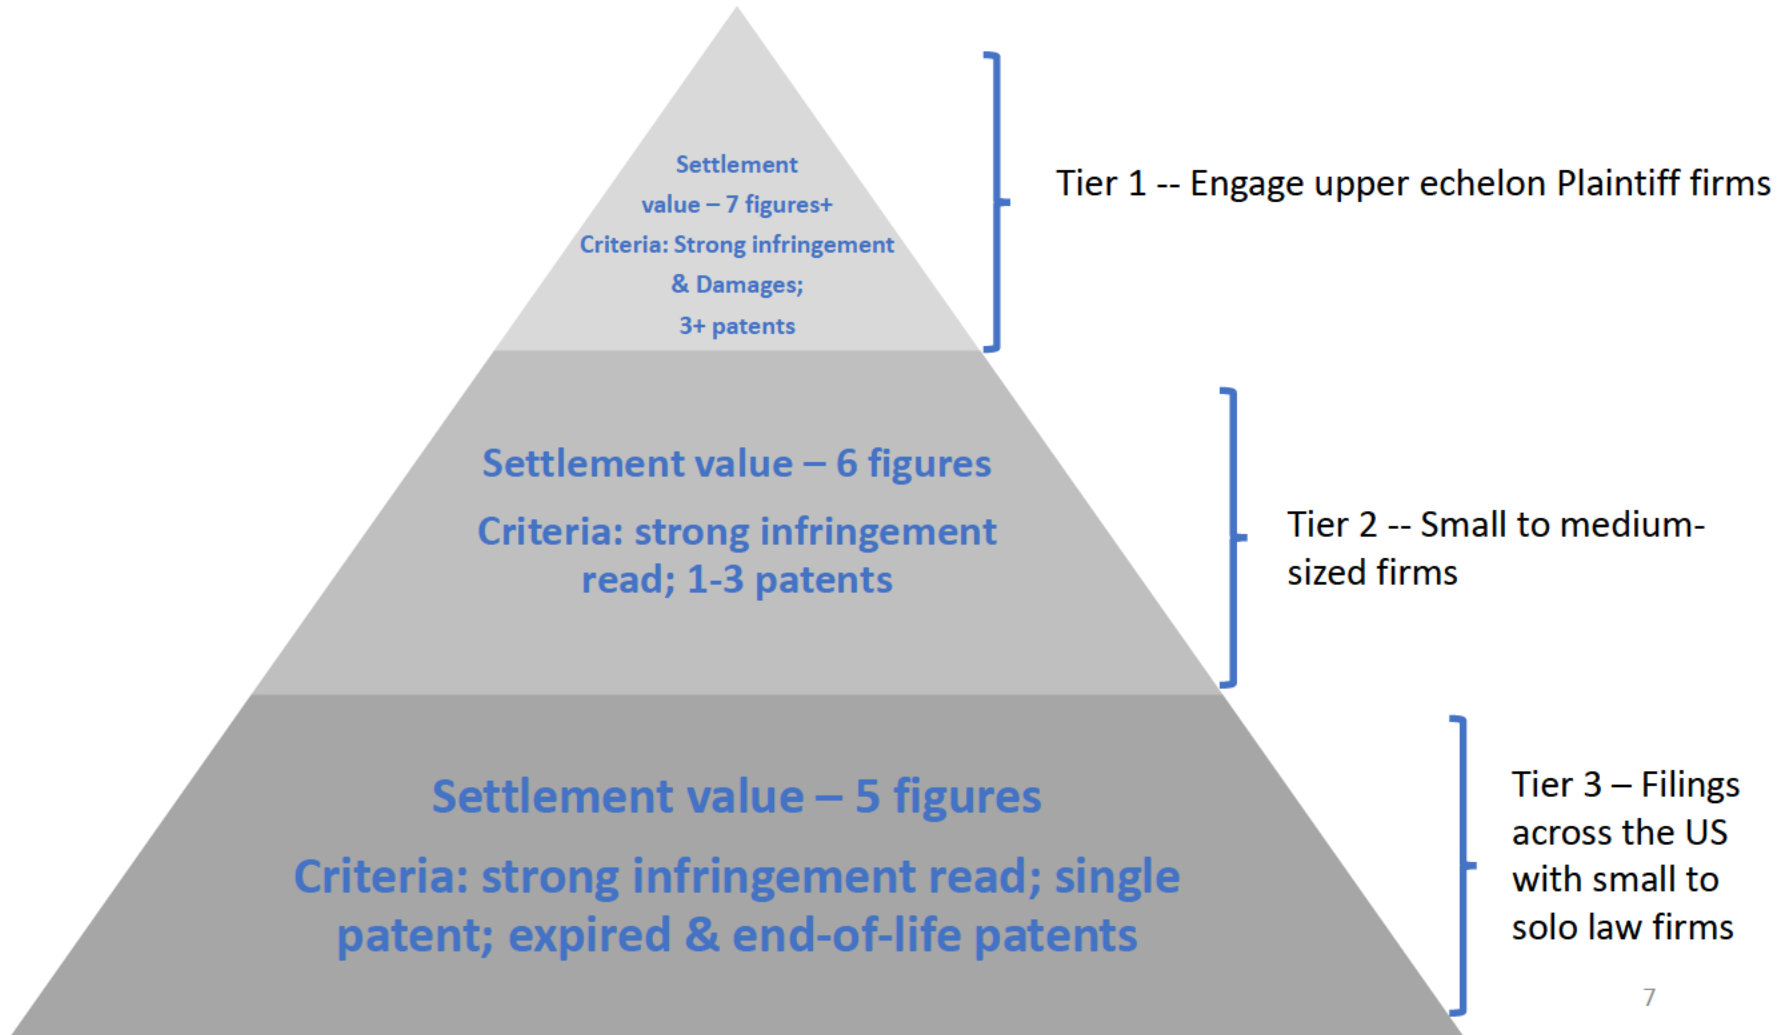 Settlement
value – 7 figures+
Criteria: Strong infringement
& Damages;
3+ patents
Tier 1 -- Engage upper echelon Plaintiff firms
Settlement value – 6 figures
Criteria: strong infringement
read; 1-3 patents
Tier 2 -- Small to medium-
sized firms
Settlement value – 5 figures
Criteria: strong infringement read; single
patent; expired & end-of-life patents
Tier 3 – Filings
across the US
with small to
solo law firms
7